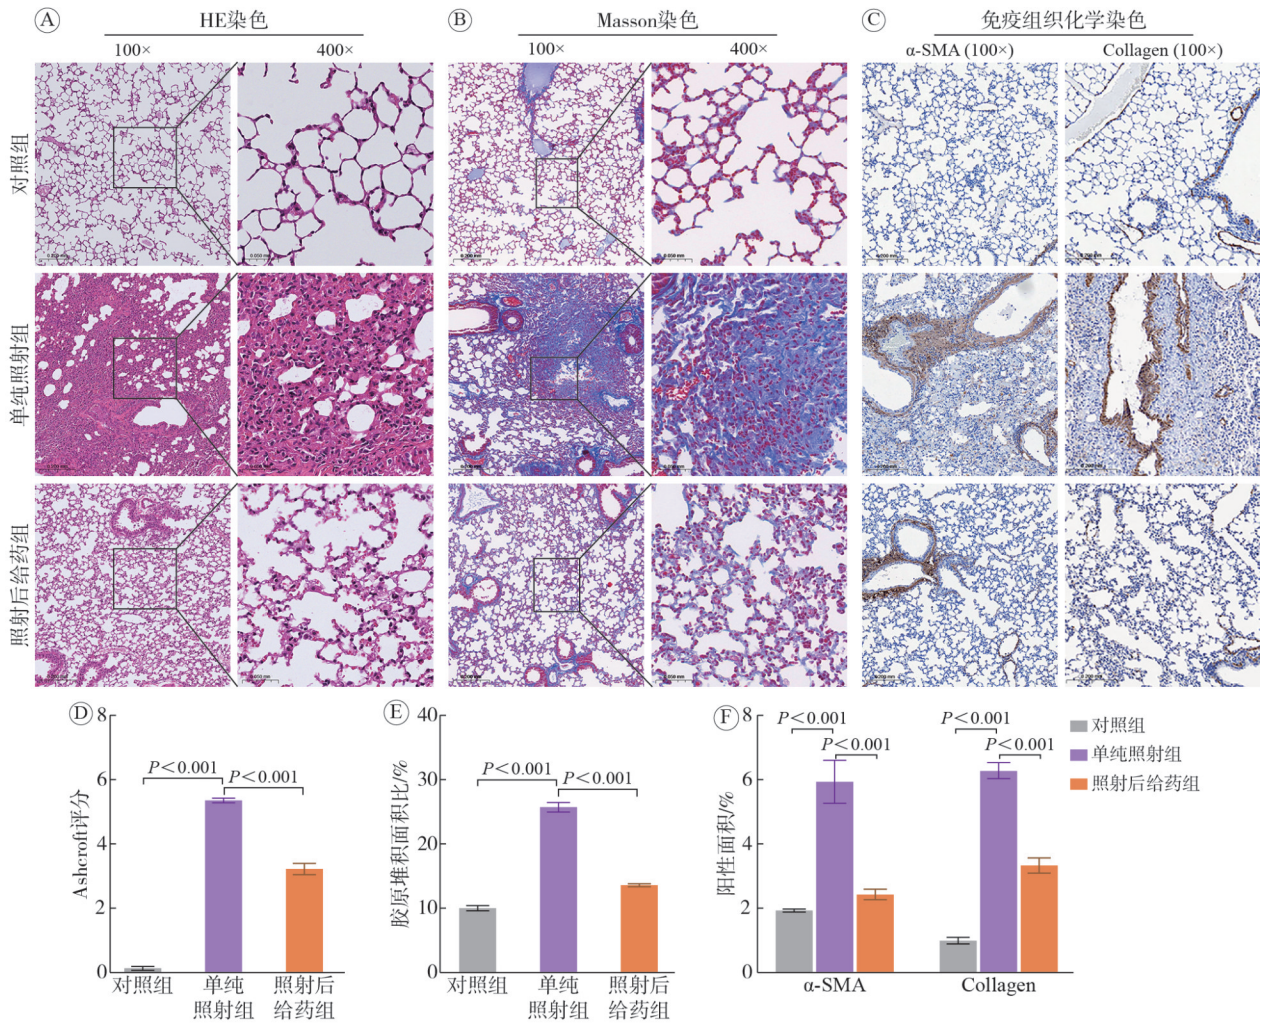 A HE染色
100× 400×
B Masson染色
100× 400×
C 免疫组织化学染色
α-SMA (100×) Collagen (100×)
对照组
单纯照射组
照射后给药组
D
8
6
4
2
0
Ashcroft评分
P＜0.001
P＜0.001
对照组
单纯
照射组
照射后
给药组
E
40
30
20
10
0
胶原堆积面积比/%
P＜0.001
P＜0.001
对照组
单纯
照射组
照射后
给药组
F
8
6
4
2
0
阳性面积/%
P＜0.001
P＜0.001
P＜0.001
P＜0.001
α-SMA
Collagen
对照组
单纯照射组
照射后给药组